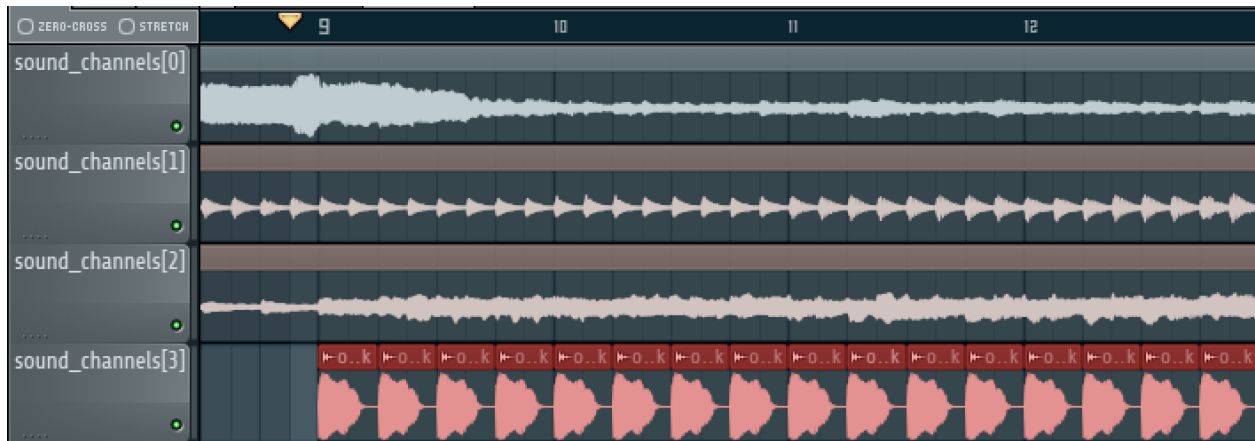 ZERO-CROSS STRETCH 9 10 11 12
sound_channels[0]
sound_channels[1]
sound_channels[2]
sound_channels[3] o..k o..k o..k o..k o..k o..k o..k o..k o..k o..k o..k o..k o..k o..k o..k o..k